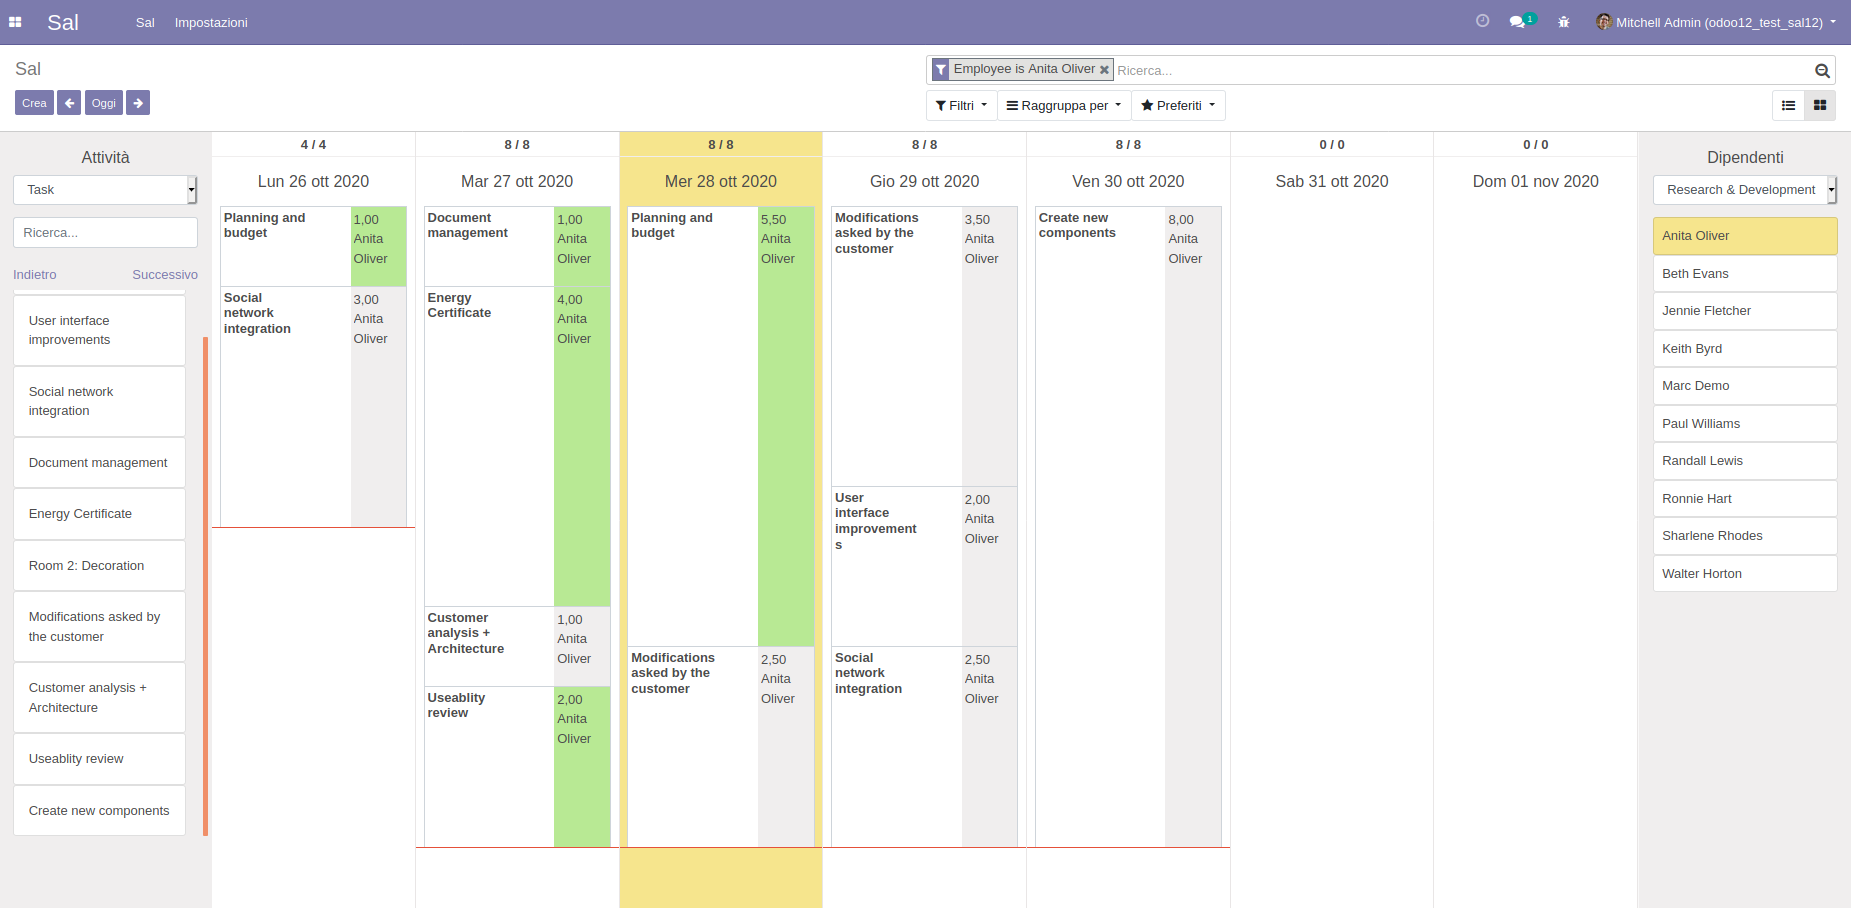 Sal
Sal
Impostazioni
1
Mitchell Admin (odoo12_test_sal12)
Sal
Employee is Anita Oliver
Ricerca...
Crea
Oggi
Filtri
Raggruppa per
Preferiti
Attività
Task
Ricerca...
Indietro
Successivo
User interface
improvements
Social network
integration
Document management
Energy Certificate
Room 2: Decoration
Modifications asked by
the customer
Customer analysis +
Architecture
Useablity review
Create new components
4 / 4
Lun 26 ott 2020
Planning and
budget
1,00
Anita
Oliver
Social
network
integration
3,00
Anita
Oliver
8 / 8
Mar 27 ott 2020
Document
management
1,00
Anita
Oliver
Energy
Certificate
4,00
Anita
Oliver
Customer
analysis +
Architecture
1,00
Anita
Oliver
Useablity
review
2,00
Anita
Oliver
8 / 8
Mer 28 ott 2020
Planning and
budget
5,50
Anita
Oliver
Modifications
asked by the
customer
2,50
Anita
Oliver
8 / 8
Gio 29 ott 2020
Modifications
asked by the
customer
3,50
Anita
Oliver
User
interface
improvement
s
2,00
Anita
Oliver
Social
network
integration
2,50
Anita
Oliver
8 / 8
Ven 30 ott 2020
Create new
components
8,00
Anita
Oliver
0 / 0
Sab 31 ott 2020
0 / 0
Dom 01 nov 2020
Dipendenti
Research & Development
Anita Oliver
Beth Evans
Jennie Fletcher
Keith Byrd
Marc Demo
Paul Williams
Randall Lewis
Ronnie Hart
Sharlene Rhodes
Walter Horton